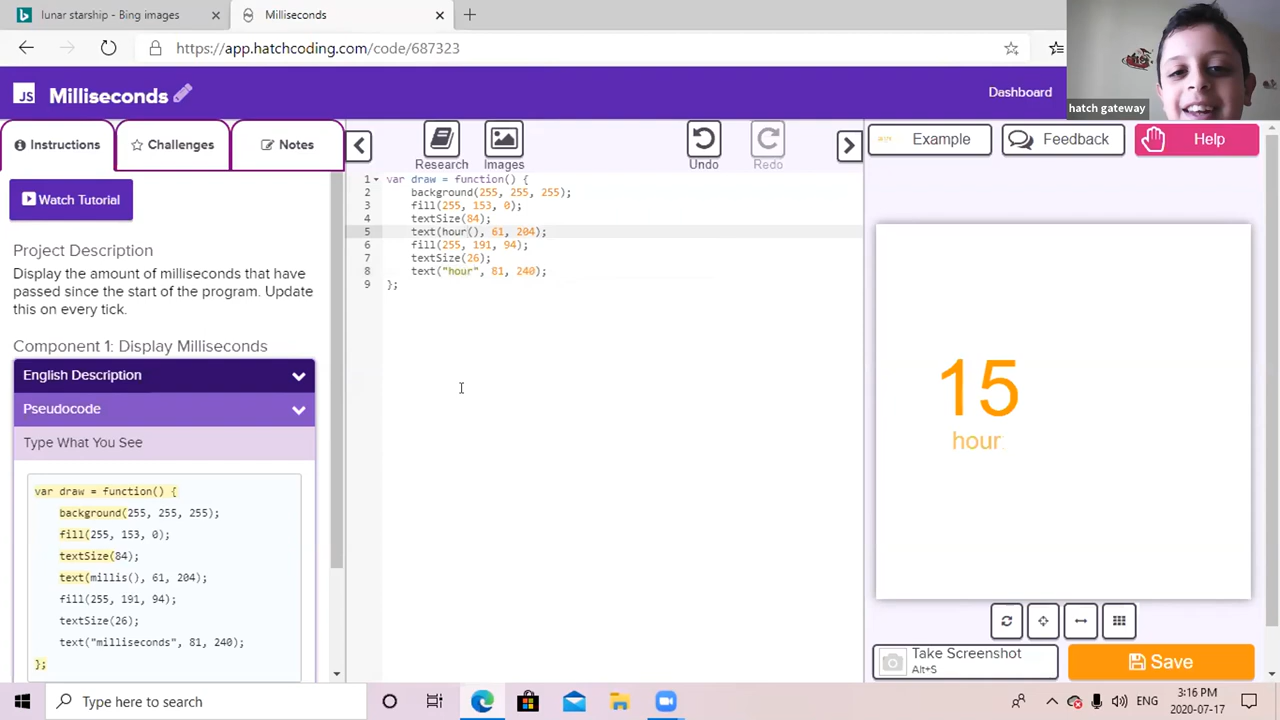 lunar starship - Bing images
Milliseconds
https://app.hatchcoding.com/code/687323
hatch gateway
JS Milliseconds
Dashboard
Instructions
Challenges
Notes
Research
Images
Undo
Redo
Example
Feedback
Help
Watch Tutorial
Project Description
Display the amount of milliseconds that have
passed since the start of the program. Update
this on every tick.
Component 1: Display Milliseconds
English Description
Pseudocode
Type What You See
var draw = function() {
background(255, 255, 255);
fill(255, 153, 0);
textSize(84);
text(millis(), 61, 204);
fill(255, 191, 94);
textSize(26);
text("milliseconds", 81, 240);
};
1 var draw = function() {
2 background(255, 255, 255);
3 fill(255, 153, 0);
4 textSize(84);
5 text(hour(), 61, 204);
6 fill(255, 191, 94);
7 textSize(26);
8 text("hour", 81, 240);
9 };
15
hour
Take Screenshot
Alt+S
Save
Type here to search
ENG
3:16 PM
2020-07-17